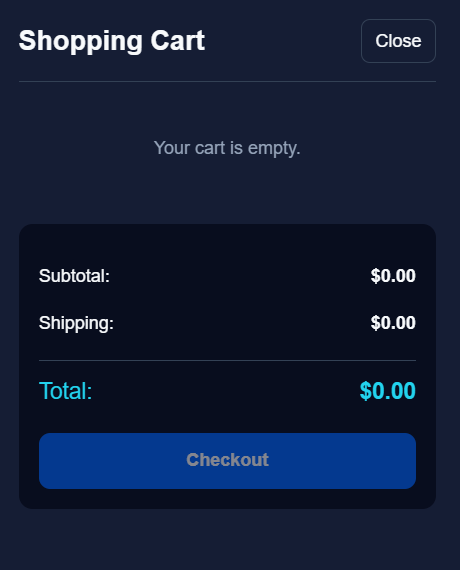 Shopping Cart Close
Your cart is empty.
Subtotal: $0.00
Shipping: $0.00
Total: $0.00
Checkout